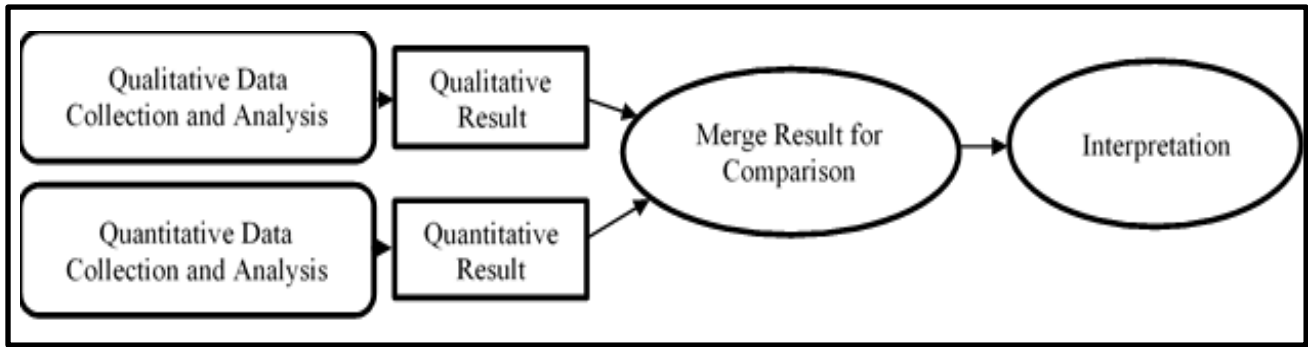 Qualitative Data
Collection and Analysis
Qualitative
Result
Quantitative Data
Collection and Analysis
Quantitative
Result
Merge Result for
Comparison
Interpretation